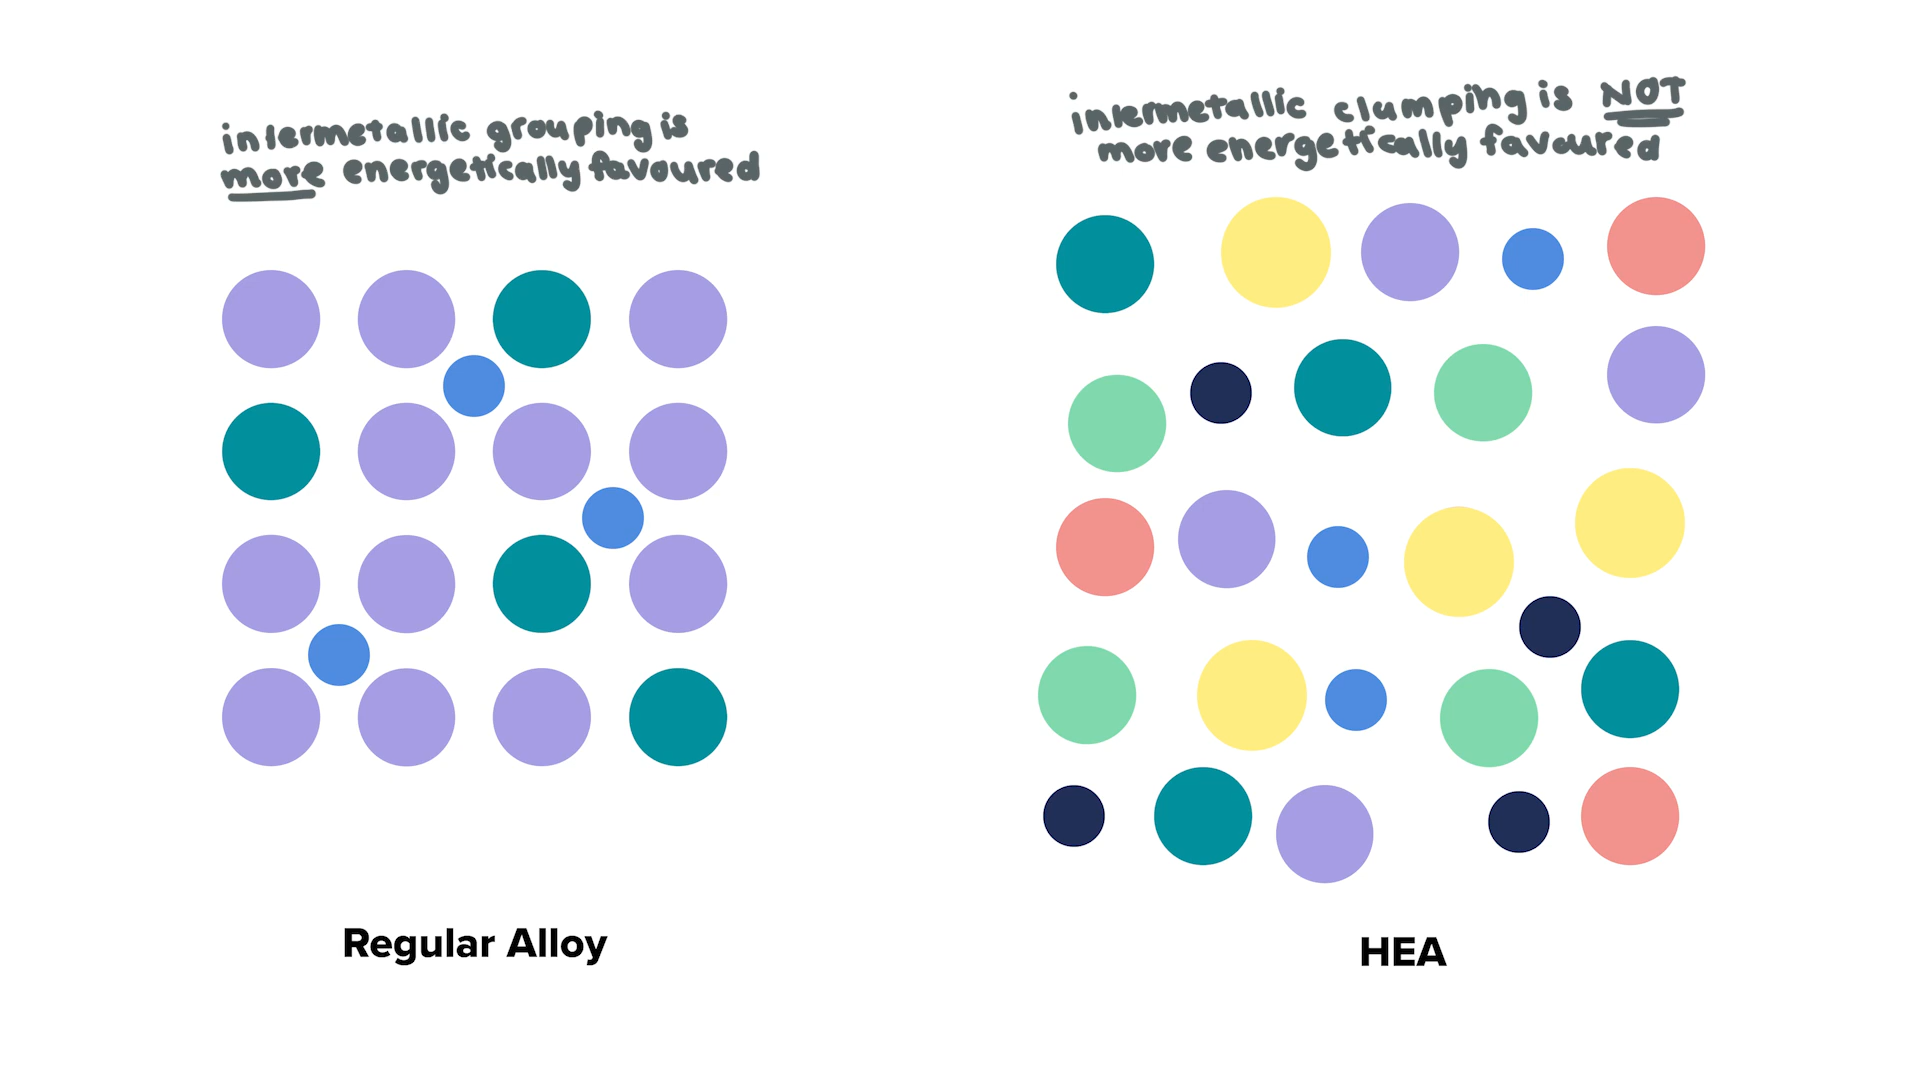 intermetallic grouping is
more energetically favoured
intermetallic clumping is NOT
more energetically favoured
Regular Alloy
HEA